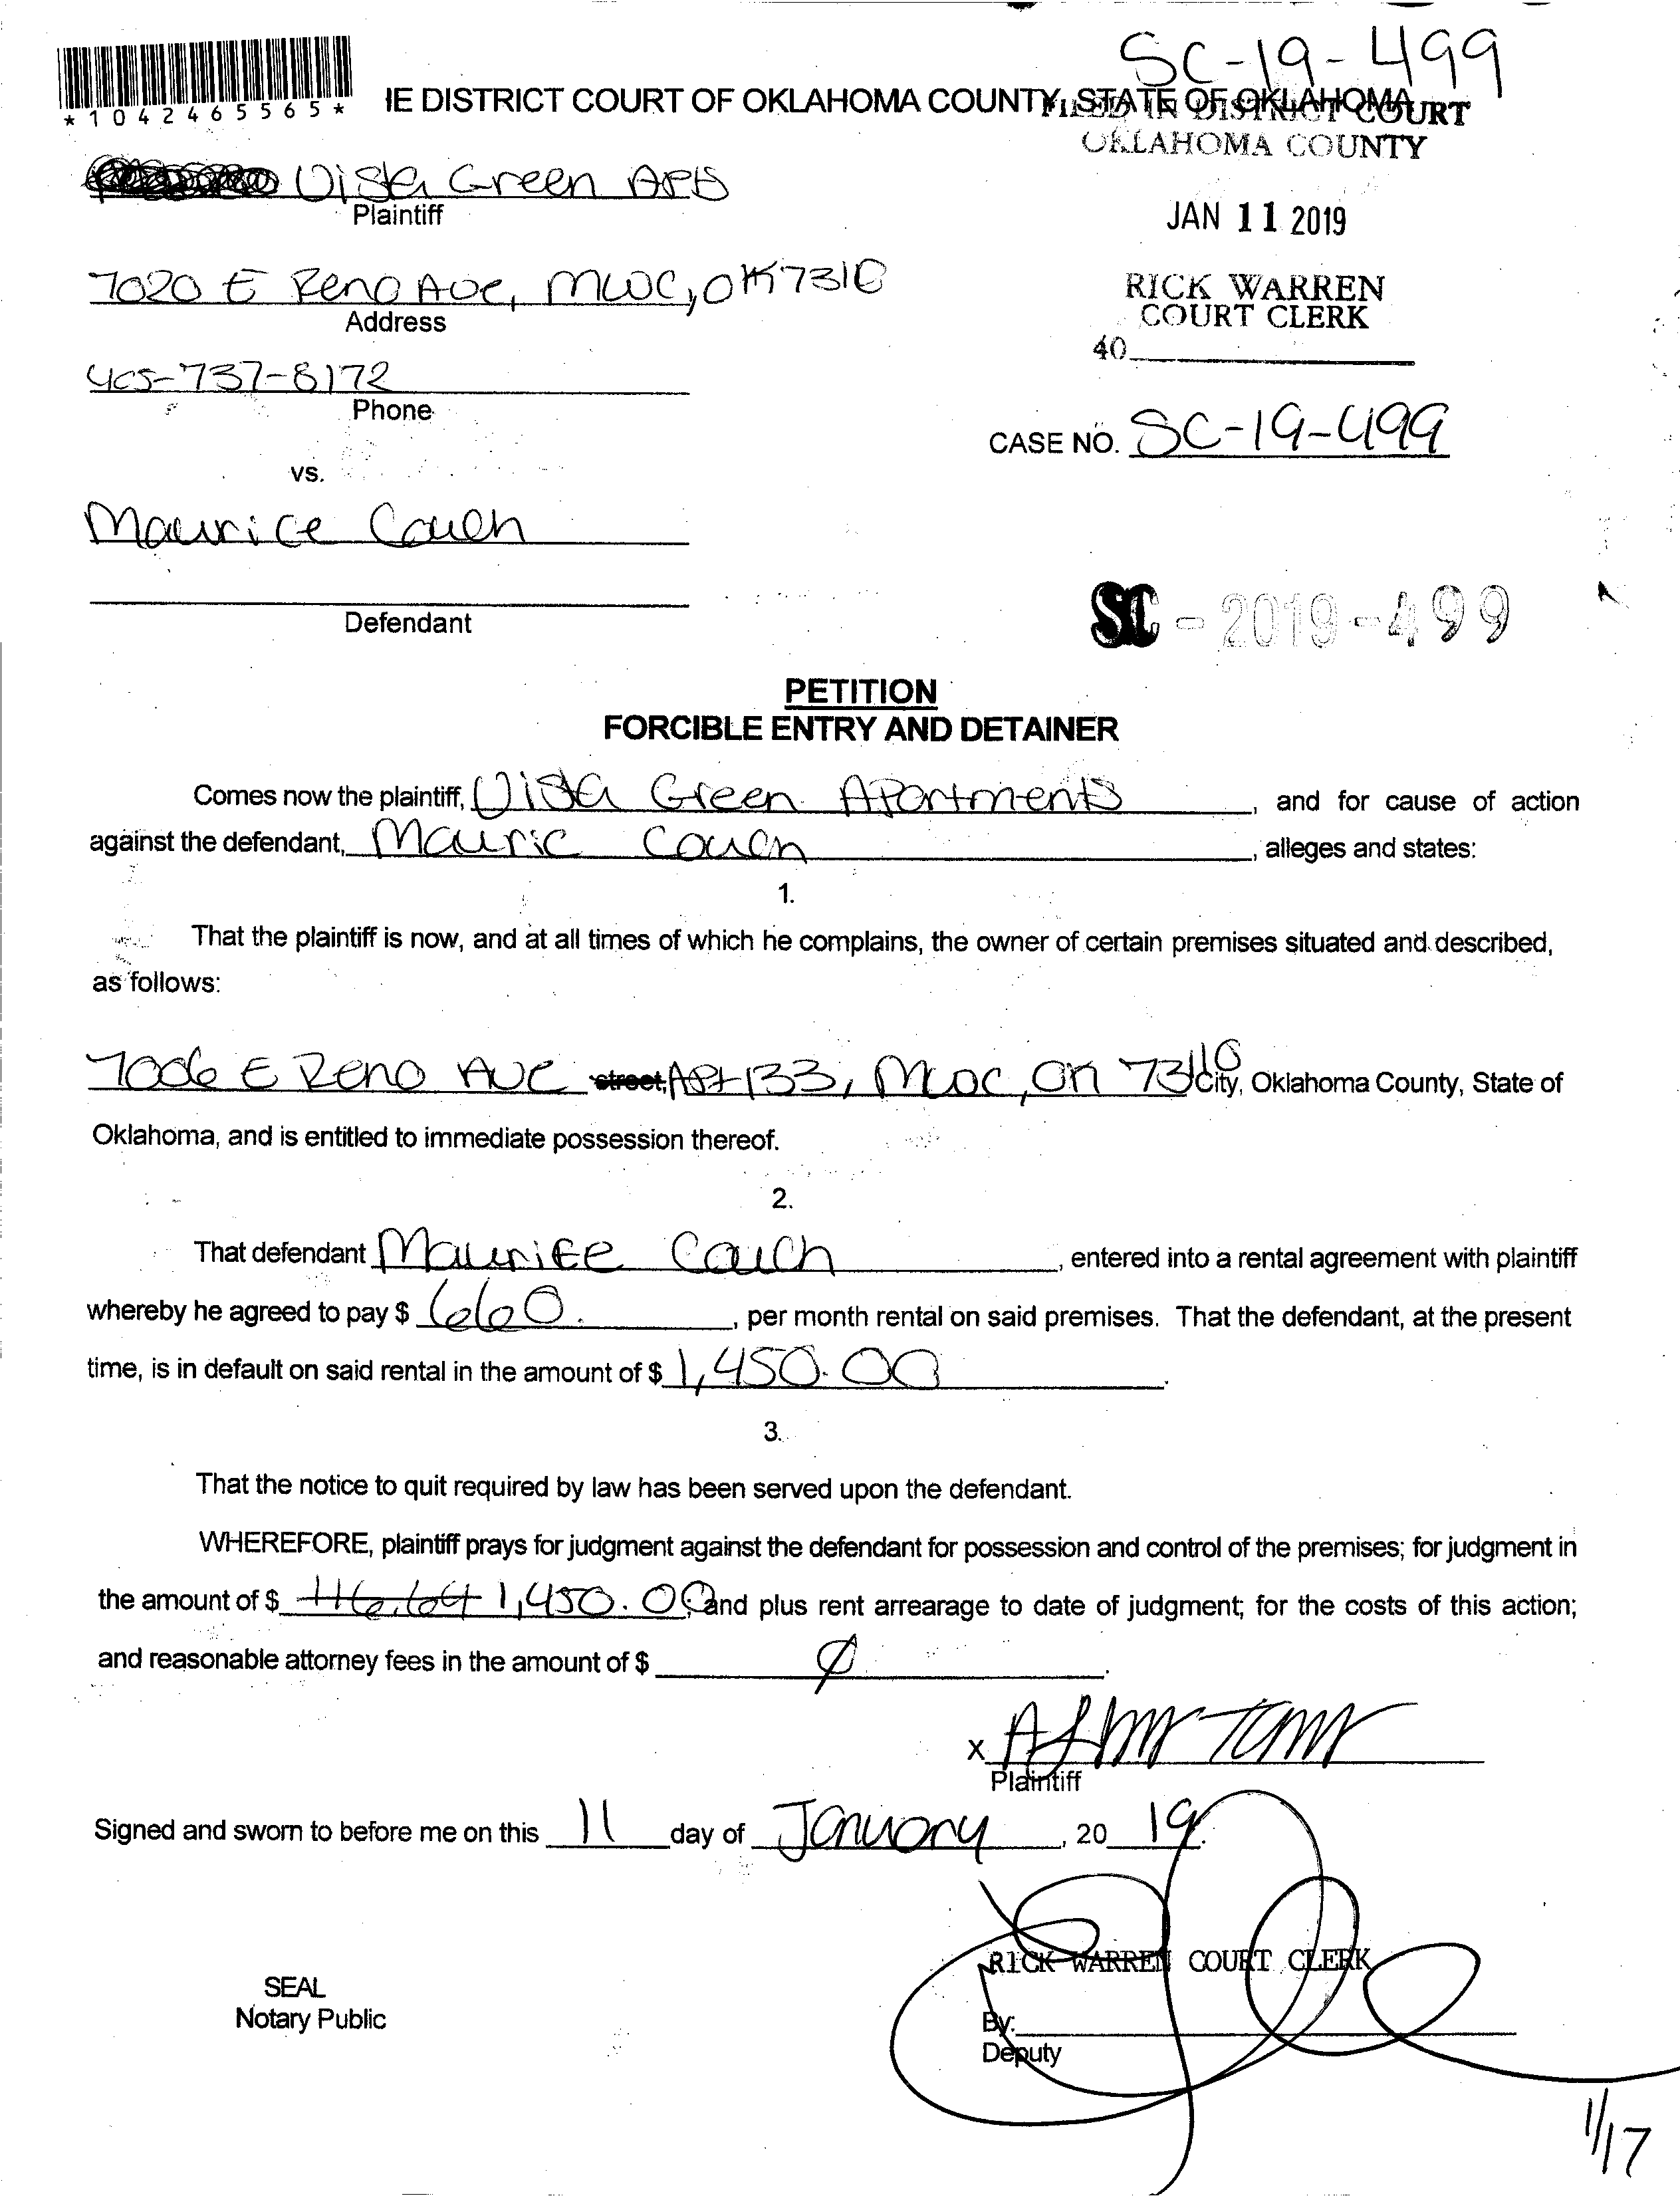 SC-19-499
*1042465565*
IE DISTRICT COURT OF OKLAHOMA COUNTY, STATE OF OKLAHOMA
FILED IN DISTRICT COURT
OKLAHOMA COUNTY
Vista Green Apts
Plaintiff
JAN 11 2019
7020 E Reno Ave, MWC, OK 7310
Address
RICK WARREN
COURT CLERK
40
405-737-8172
Phone
CASE NO. SC-19-499
vs.
Maurice Couch
Defendant
SC-2019-499
PETITION
FORCIBLE ENTRY AND DETAINER
Comes now the plaintiff, Vista Green Apartments, and for cause of action
against the defendant, Mauric Couch, alleges and states:
1.
That the plaintiff is now, and at all times of which he complains, the owner of certain premises situated and described,
as follows:
7006 E Reno Ave street, Apt 133, MWC, OK 73110 City, Oklahoma County, State of
Oklahoma, and is entitled to immediate possession thereof.
2.
That defendant Maurice Couch, entered into a rental agreement with plaintiff
whereby he agreed to pay $ 660., per month rental on said premises. That the defendant, at the present
time, is in default on said rental in the amount of $ 1,450.00.
3.
That the notice to quit required by law has been served upon the defendant.
WHEREFORE, plaintiff prays for judgment against the defendant for possession and control of the premises; for judgment in
the amount of $ 1,450.00, and plus rent arrearage to date of judgment; for the costs of this action;
and reasonable attorney fees in the amount of $ ∅.
X
Plaintiff
Signed and sworn to before me on this 11 day of January, 20 19.
RICK WARREN COURT CLERK
SEAL
Notary Public
By:
Deputy
1/17